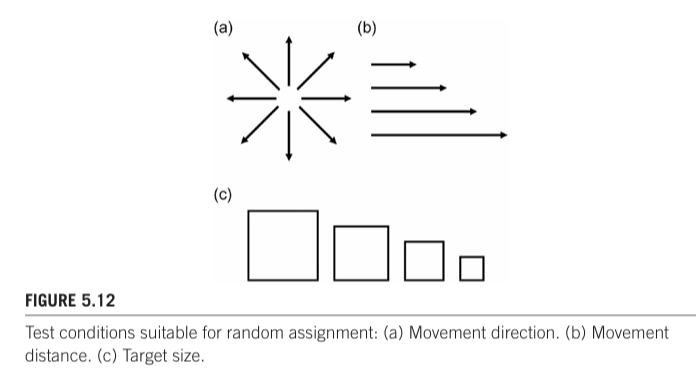 (a)
(b)
(c)
FIGURE 5.12
Test conditions suitable for random assignment: (a) Movement direction. (b) Movement
distance. (c) Target size.